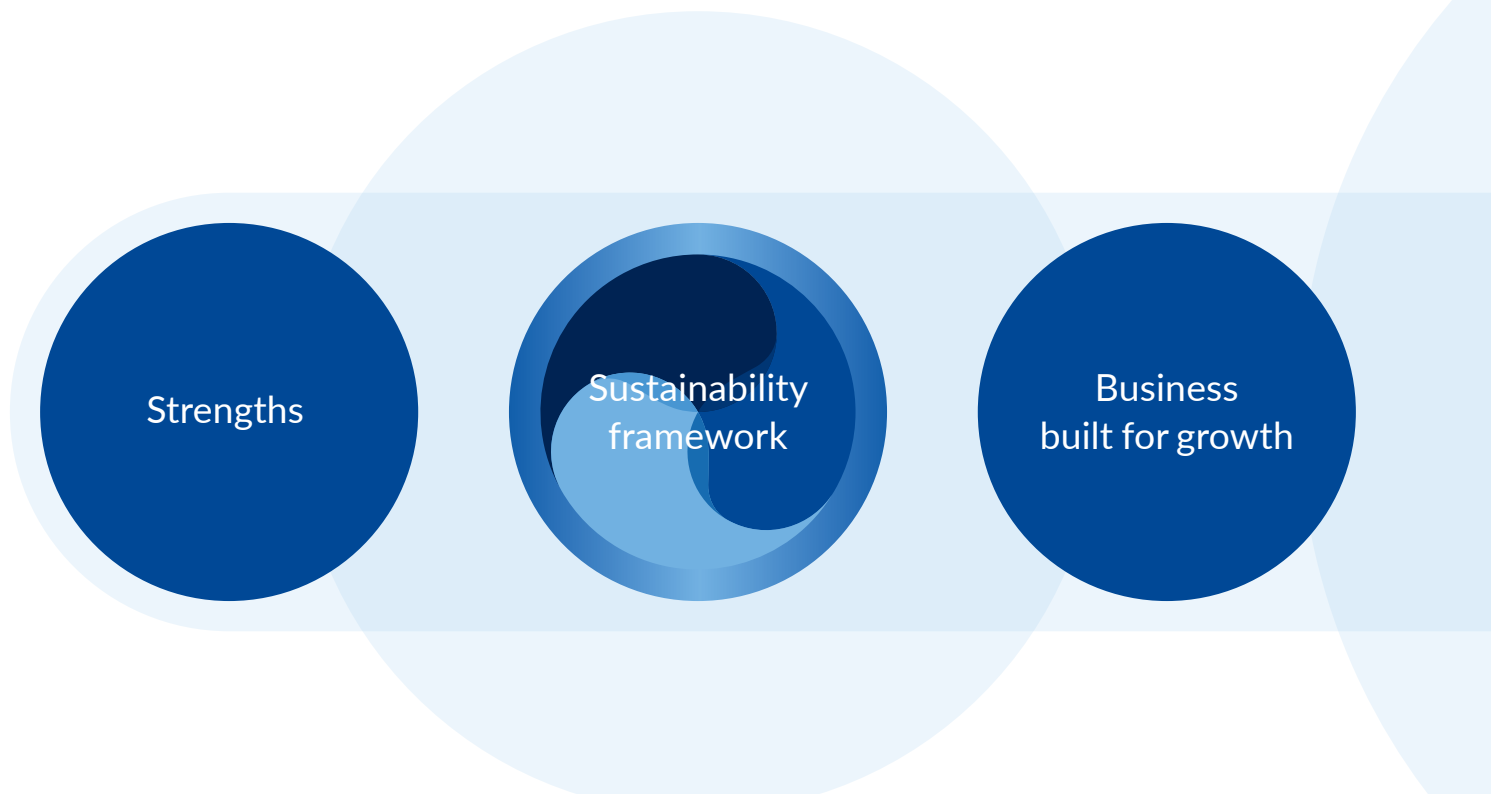 Strengths
Sustainability
framework
Business
built for growth